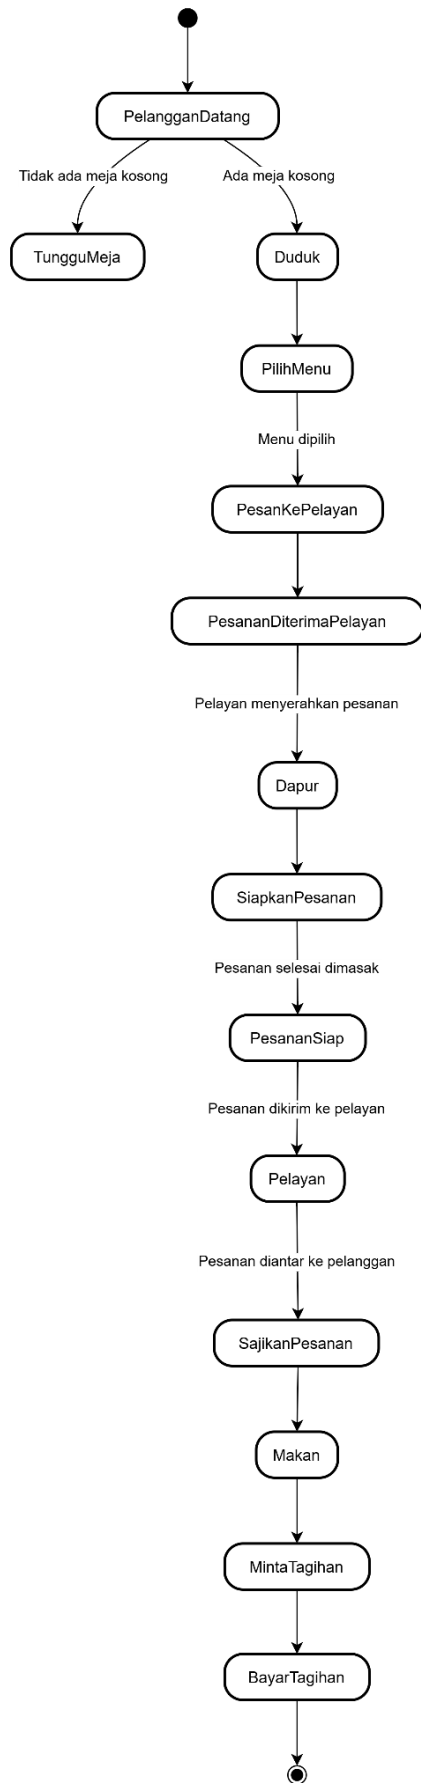 PelangganDatang
Tidak ada meja kosong
Ada meja kosong
TungguMeja
Duduk
PilihMenu
Menu dipilih
PesanKePelayan
PesananDiterimaPelayan
Pelayan menyerahkan pesanan
Dapur
SiapkanPesanan
Pesanan selesai dimasak
PesananSiap
Pesanan dikirim ke pelayan
Pelayan
Pesanan diantar ke pelanggan
SajikanPesanan
Makan
MintaTagihan
BayarTagihan